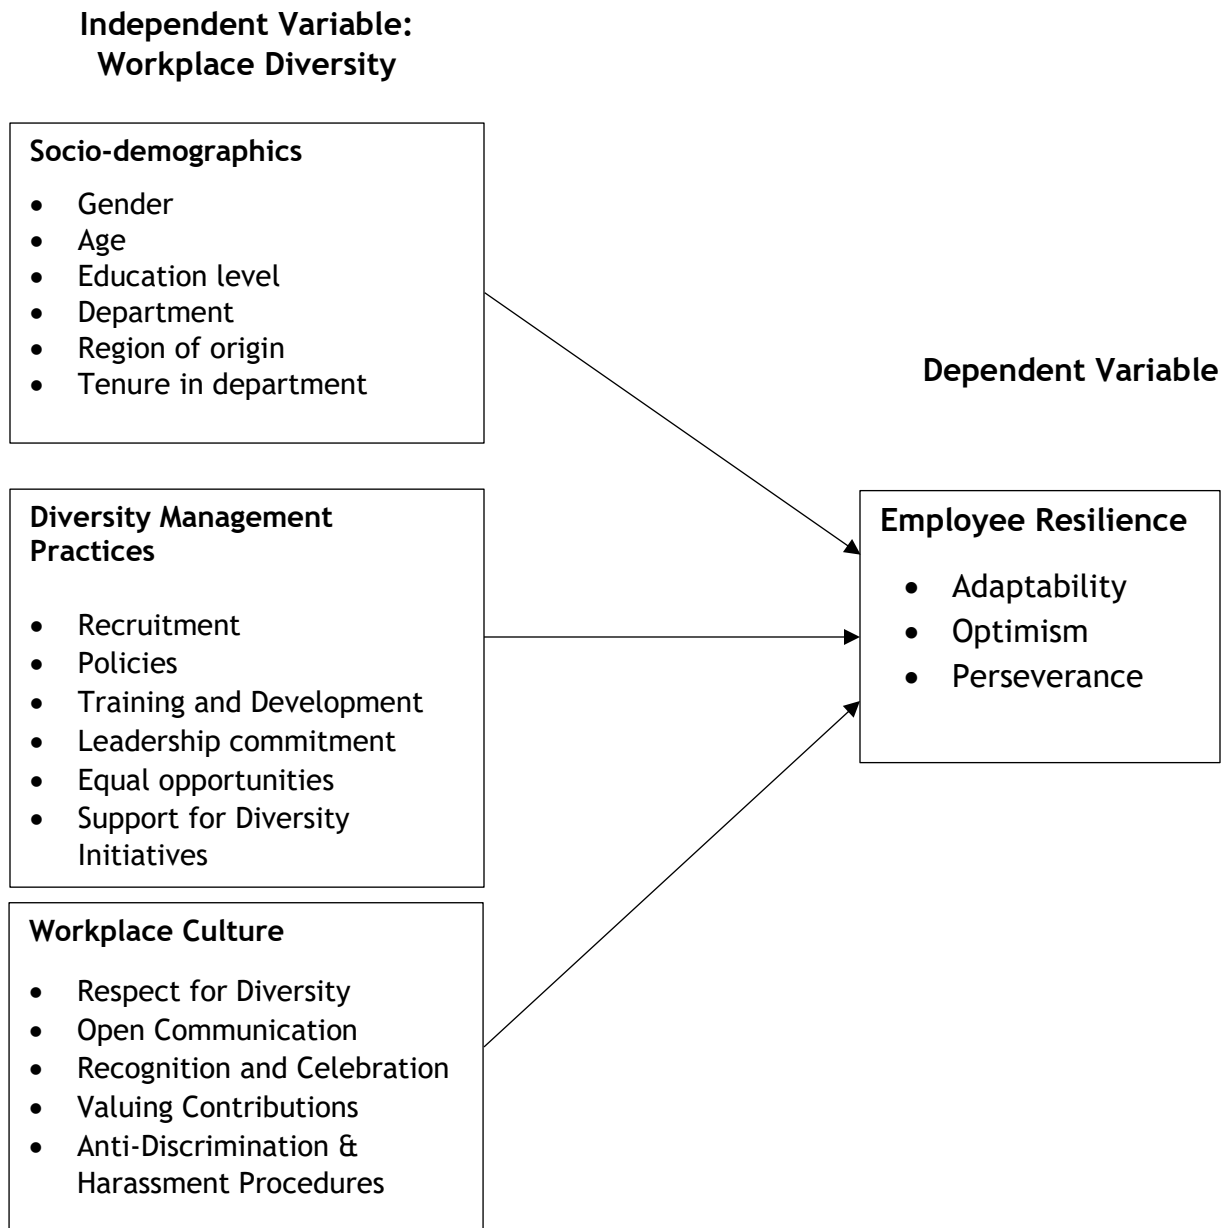 Independent Variable:
Workplace Diversity
Socio-demographics
• Gender
• Age
• Education level
• Department
• Region of origin
• Tenure in department
Dependent Variable
Diversity Management
Practices
• Recruitment
• Policies
• Training and Development
• Leadership commitment
• Equal opportunities
• Support for Diversity
Initiatives
Employee Resilience
• Adaptability
• Optimism
• Perseverance
Workplace Culture
• Respect for Diversity
• Open Communication
• Recognition and Celebration
• Valuing Contributions
• Anti-Discrimination &
Harassment Procedures